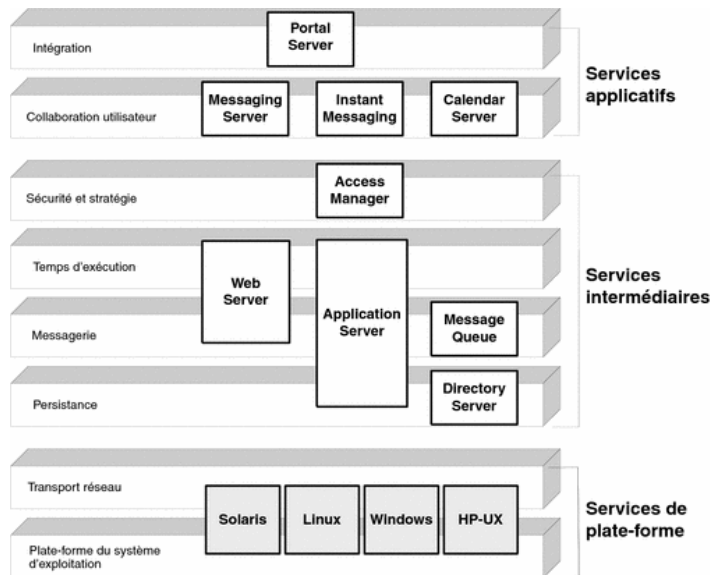 Portal
Server
Intégration
Services
applicatifs
Messaging
Server
Instant
Messaging
Calendar
Server
Collaboration utilisateur
Access
Manager
Sécurité et stratégie
Temps d'exécution
Web
Server
Application
Server
Services
intermédiaires
Message
Queue
Messagerie
Directory
Server
Persistance
Transport réseau
Solaris
Linux
Windows
HP-UX
Services de
plate-forme
Plate-forme du système
d'exploitation